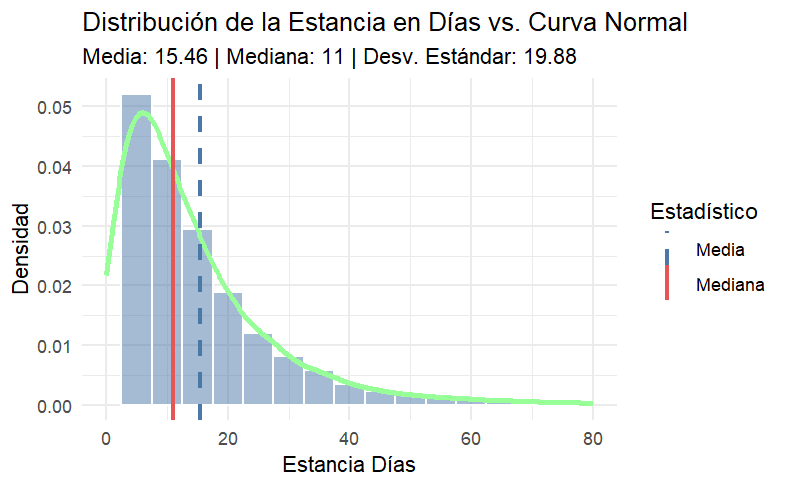 Distribución de la Estancia en Días vs. Curva Normal
Media: 15.46 | Mediana: 11 | Desv. Estándar: 19.88
Densidad
0.05
0.04
0.03
0.02
0.01
0.00
0 20 40 60 80
Estancia Días
Estadístico
Media
Mediana